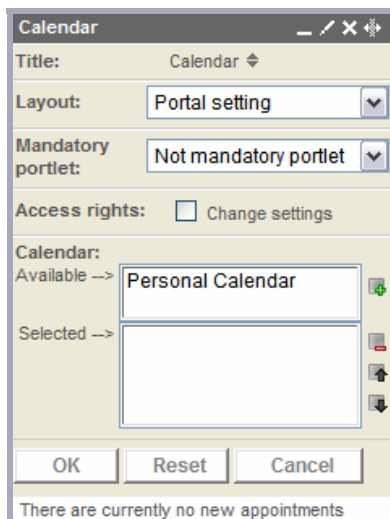 Calendar
Title: Calendar
Layout: Portal setting
Mandatory portlet: Not mandatory portlet
Access rights: Change settings
Calendar:
Available --> Personal Calendar
Selected -->
OK Reset Cancel
There are currently no new appointments